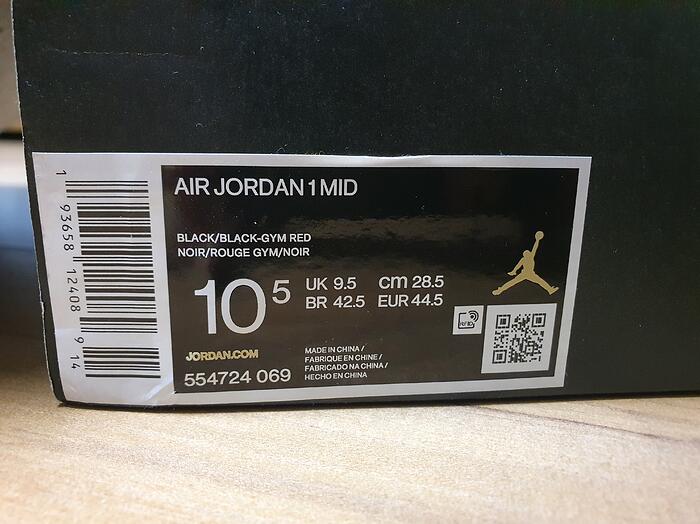 AIR JORDAN 1 MID
BLACK/BLACK-GYM RED
NOIR/ROUGE GYM/NOIR
10 5
UK 9.5 cm 28.5
BR 42.5 EUR 44.5
JORDAN.COM
554724 069
MADE IN CHINA /
FABRIQUE EN CHINE /
FABRICADO NA CHINA /
HECHO EN CHINA
RFID
1 93658 12408 9 14